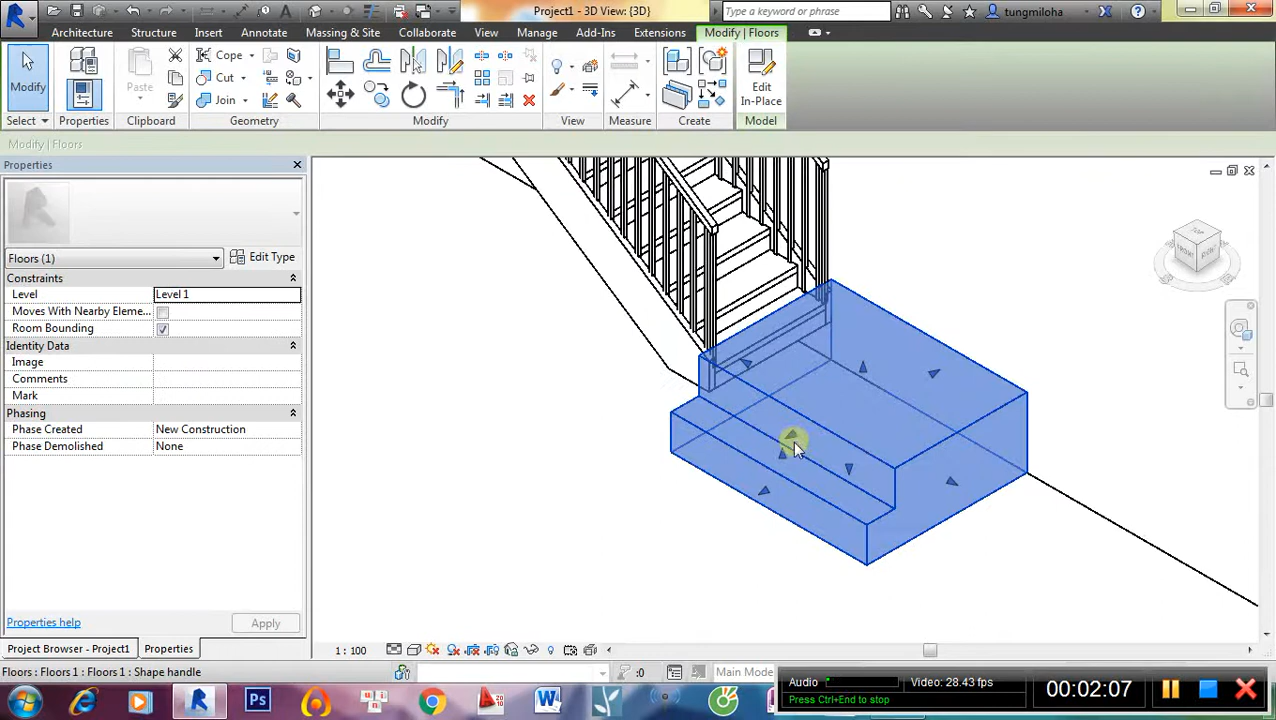 Project1 - 3D View: {3D}
Type a keyword or phrase
tungmiloha
Structure
Insert
Annotate
Massing & Site
Collaborate
View
Manage
Add-Ins
Extensions
Modify | Floors
Modify
Paste
Cope
Cut
Join
Edit
In-Place
Select
Properties
Clipboard
Geometry
Modify
View
Measure
Create
Model
Modify | Floors
Properties
Floors (1)
Edit Type
Constraints
Level
Level 1
Moves With Nearby Eleme...
Room Bounding
Identity Data
Image
Comments
Mark
Phasing
Phase Created
New Construction
Phase Demolished
None
Properties help
Apply
Project Browser - Project1
Properties
TOP
FRONT
1 : 100
Floors : Floors 1 : Floors 1 : Shape handle
:0
Main Mode
Audio
Video: 28.43 fps
Press Ctrl+End to stop
00:02:07
Ps